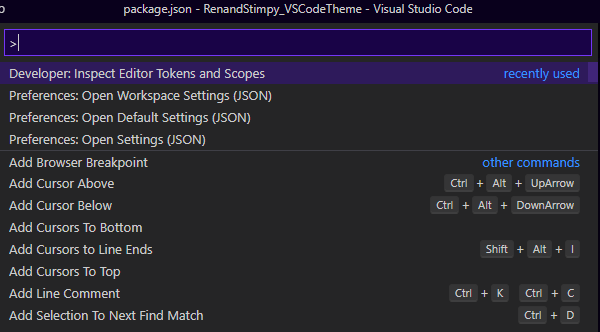 package.json - RenandStimpy_VSCodeTheme - Visual Studio Code
>
Developer: Inspect Editor Tokens and Scopes recently used
Preferences: Open Workspace Settings (JSON)
Preferences: Open Default Settings (JSON)
Preferences: Open Settings (JSON)
Add Browser Breakpoint other commands
Add Cursor Above Ctrl + Alt + UpArrow
Add Cursor Below Ctrl + Alt + DownArrow
Add Cursors To Bottom
Add Cursors to Line Ends Shift + Alt + I
Add Cursors To Top
Add Line Comment Ctrl + K Ctrl + C
Add Selection To Next Find Match Ctrl + D